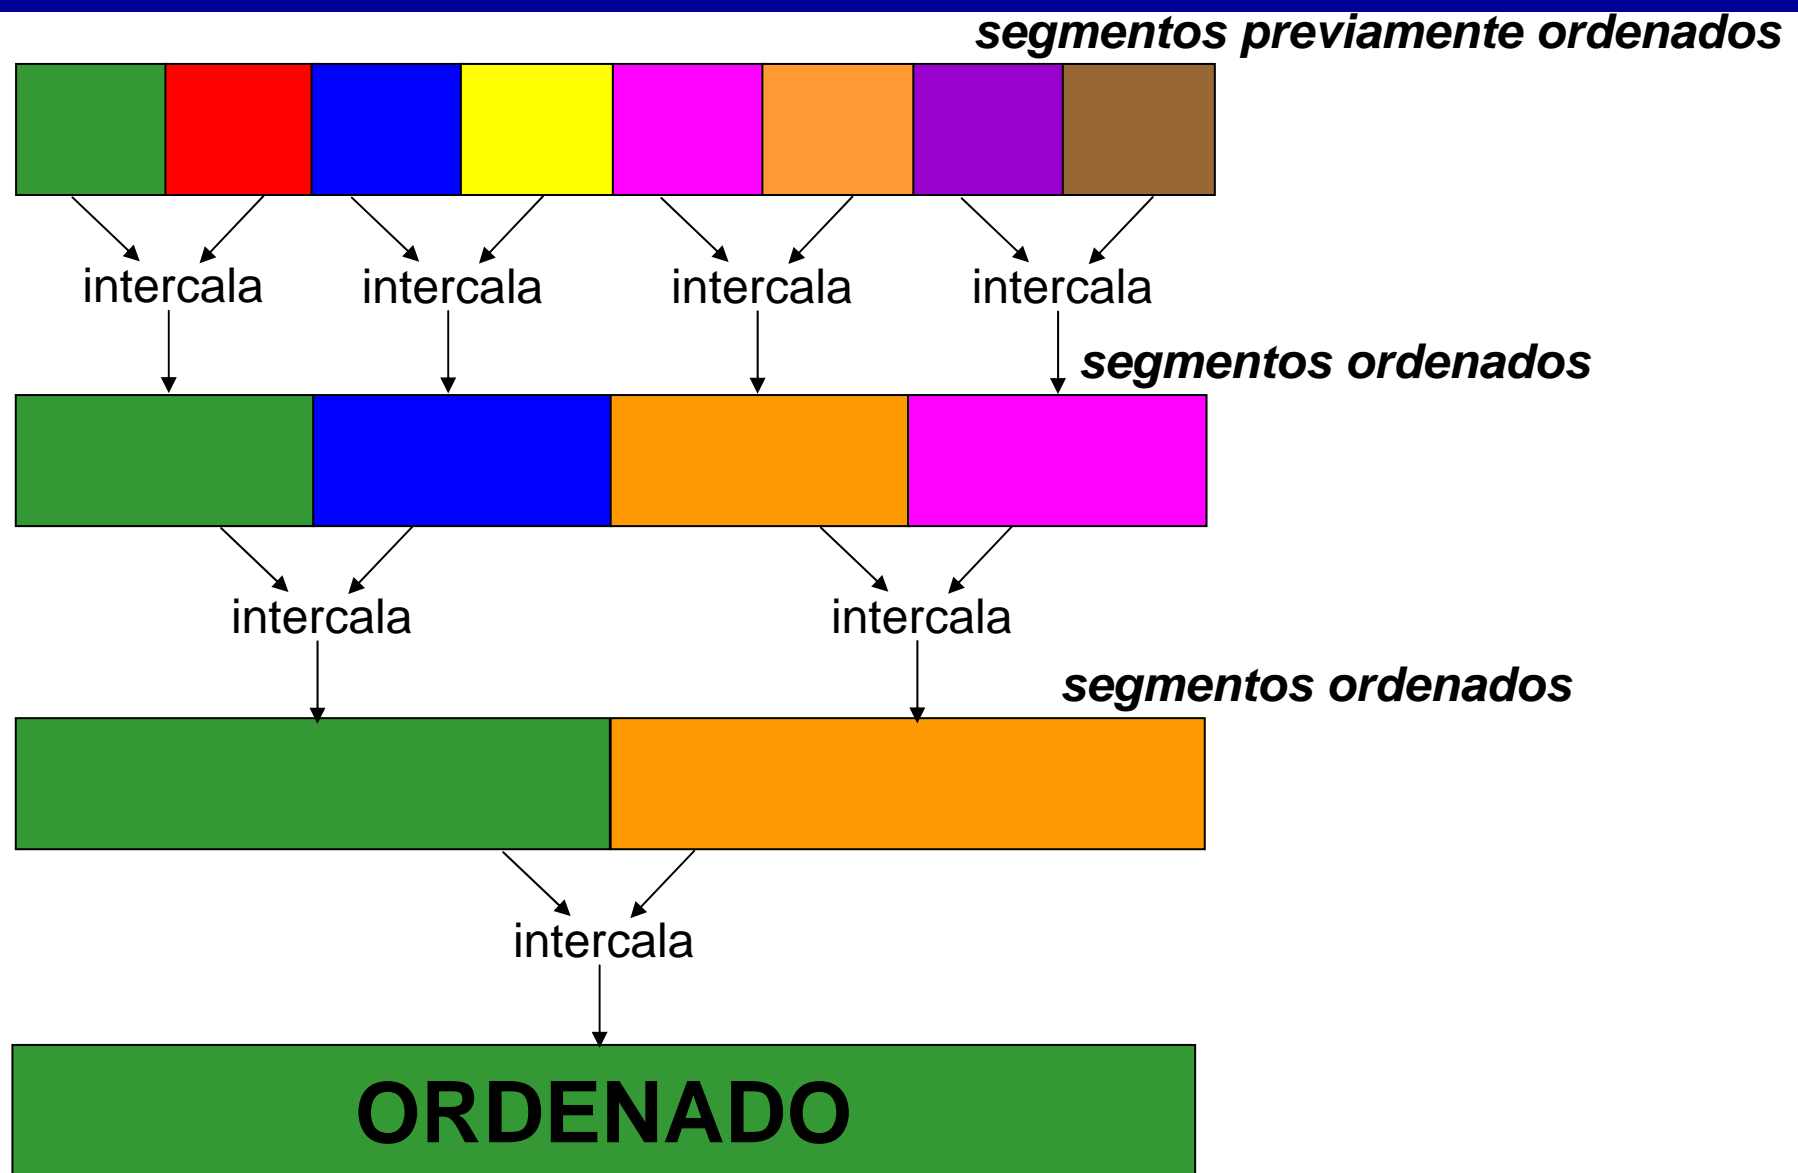 segmentos previamente ordenados
intercala intercala intercala intercala
segmentos ordenados
intercala intercala
segmentos ordenados
intercala
ORDENADO